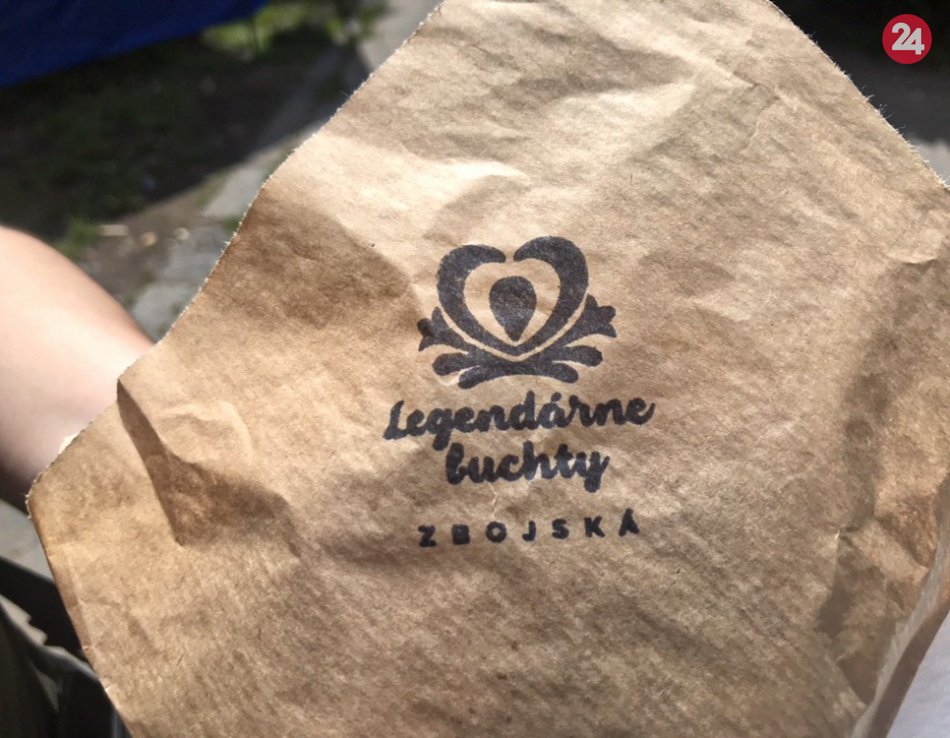 24
Legendárne
buchty
ZBOJSKÁ